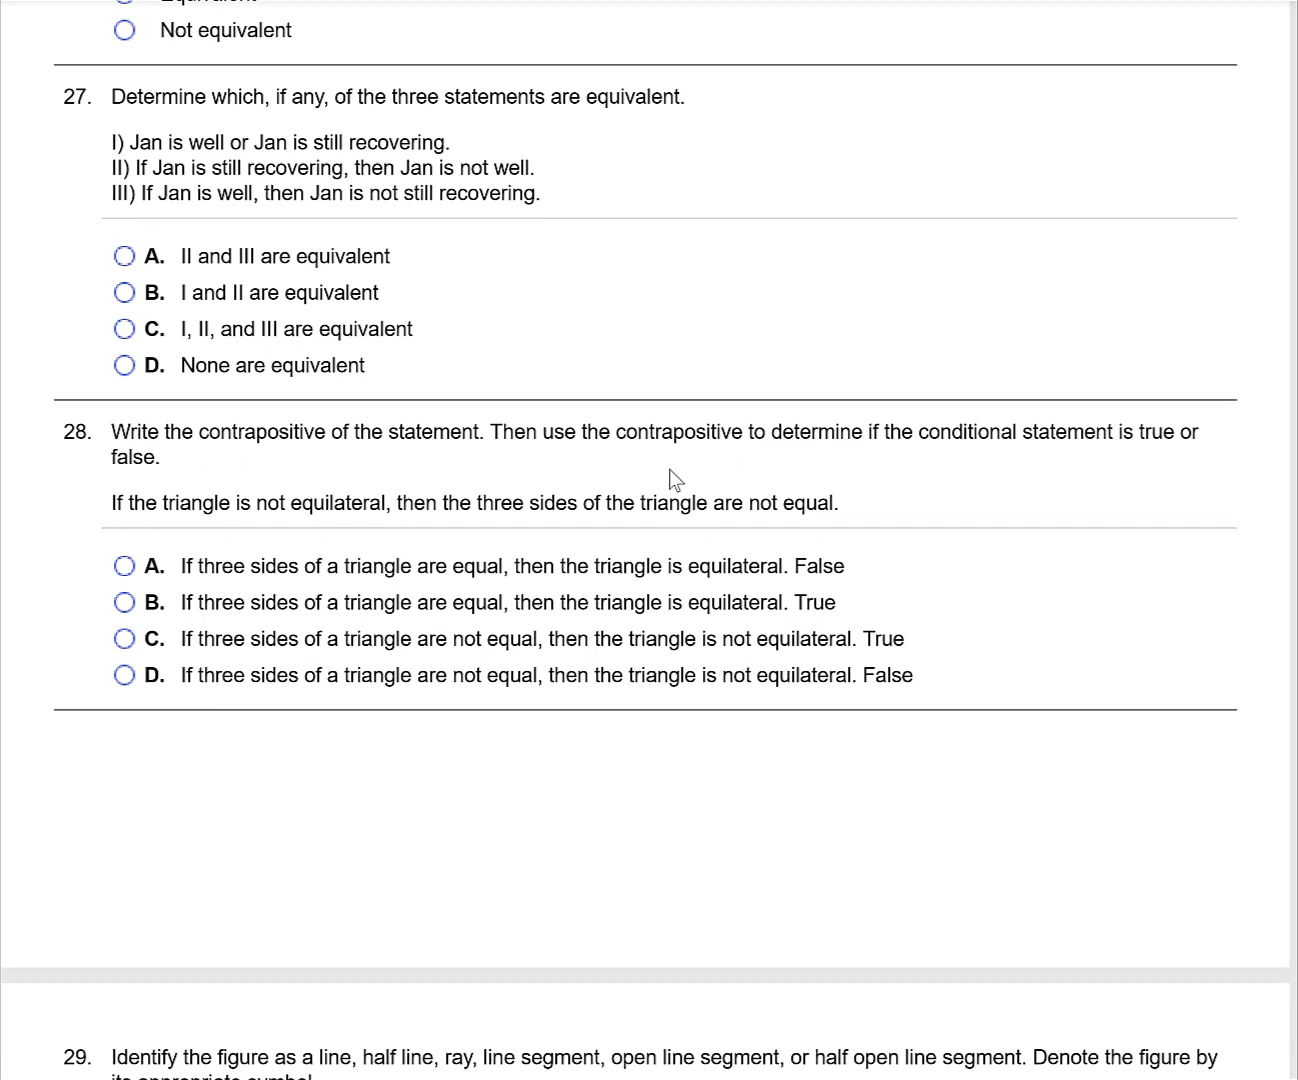 Not equivalent
27. Determine which, if any, of the three statements are equivalent.
I) Jan is well or Jan is still recovering.
II) If Jan is still recovering, then Jan is not well.
III) If Jan is well, then Jan is not still recovering.
A. II and III are equivalent
B. I and II are equivalent
C. I, II, and III are equivalent
D. None are equivalent
28. Write the contrapositive of the statement. Then use the contrapositive to determine if the conditional statement is true or
false.
If the triangle is not equilateral, then the three sides of the triangle are not equal.
A. If three sides of a triangle are equal, then the triangle is equilateral. False
B. If three sides of a triangle are equal, then the triangle is equilateral. True
C. If three sides of a triangle are not equal, then the triangle is not equilateral. True
D. If three sides of a triangle are not equal, then the triangle is not equilateral. False
29. Identify the figure as a line, half line, ray, line segment, open line segment, or half open line segment. Denote the figure by
its appropriate symbol